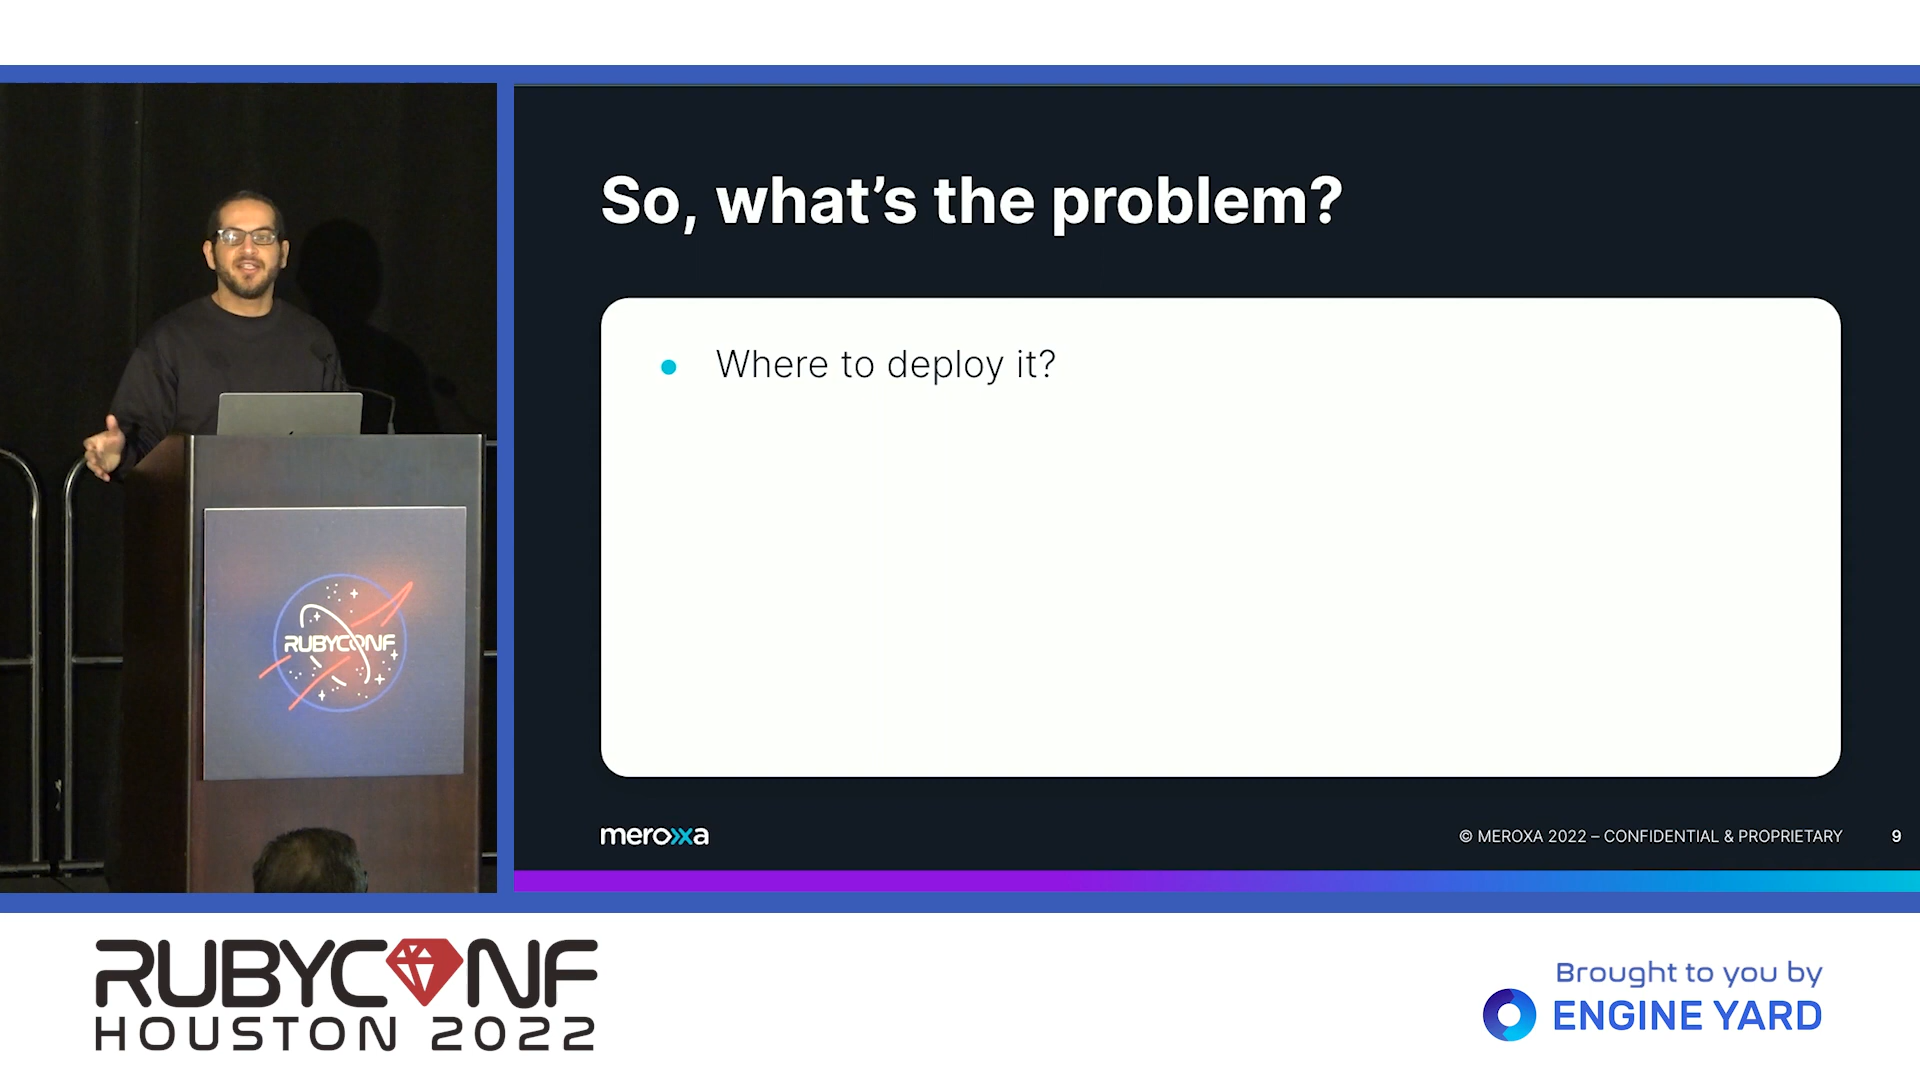 So, what's the problem?
Where to deploy it?
meroxa
© MEROXA 2022 – CONFIDENTIAL & PROPRIETARY
9
RUBYCONF
RUBYCONF
HOUSTON 2022
Brought to you by
ENGINE YARD